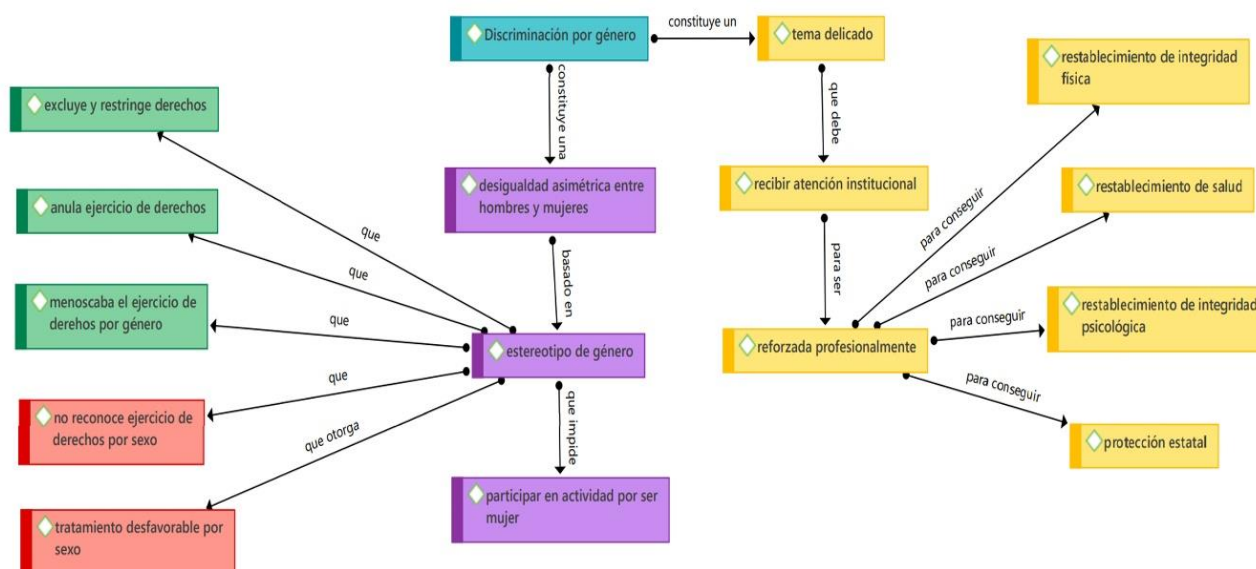 Discriminación por género
constituye un
tema delicado
constituye una
que debe
restablecimiento de integridad
física
excluye y restringe derechos
desigualdad asimétrica entre
hombres y mujeres
recibir atención institucional
para conseguir
restablecimiento de salud
anula ejercicio de derechos
que
que
basado en
para ser
para conseguir
menoscaba el ejercicio de
derehos por género
que
estereotipo de género
reforzada profesionalmente
para conseguir
restablecimiento de integridad
psicológica
no reconoce ejercicio de
derechos por sexo
que
que otorga
que impide
para conseguir
protección estatal
tratamiento desfavorable por
sexo
participar en actividad por ser
mujer